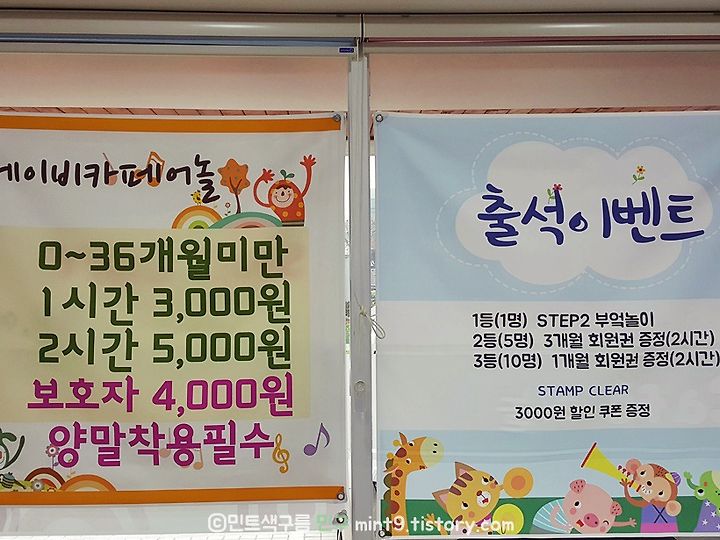 베이비카페어놀
0~36개월미만
1시간 3,000원
2시간 5,000원
보호자 4,000원
양말착용필수
출석이벤트
1등(1명) STEP2 부엌놀이
2등(5명) 3개월 회원권 증정(2시간)
3등(10명) 1개월 회원권 증정(2시간)
STAMP CLEAR
3000원 할인 쿠폰 증정
©민트색구름 mint9.tistory.com